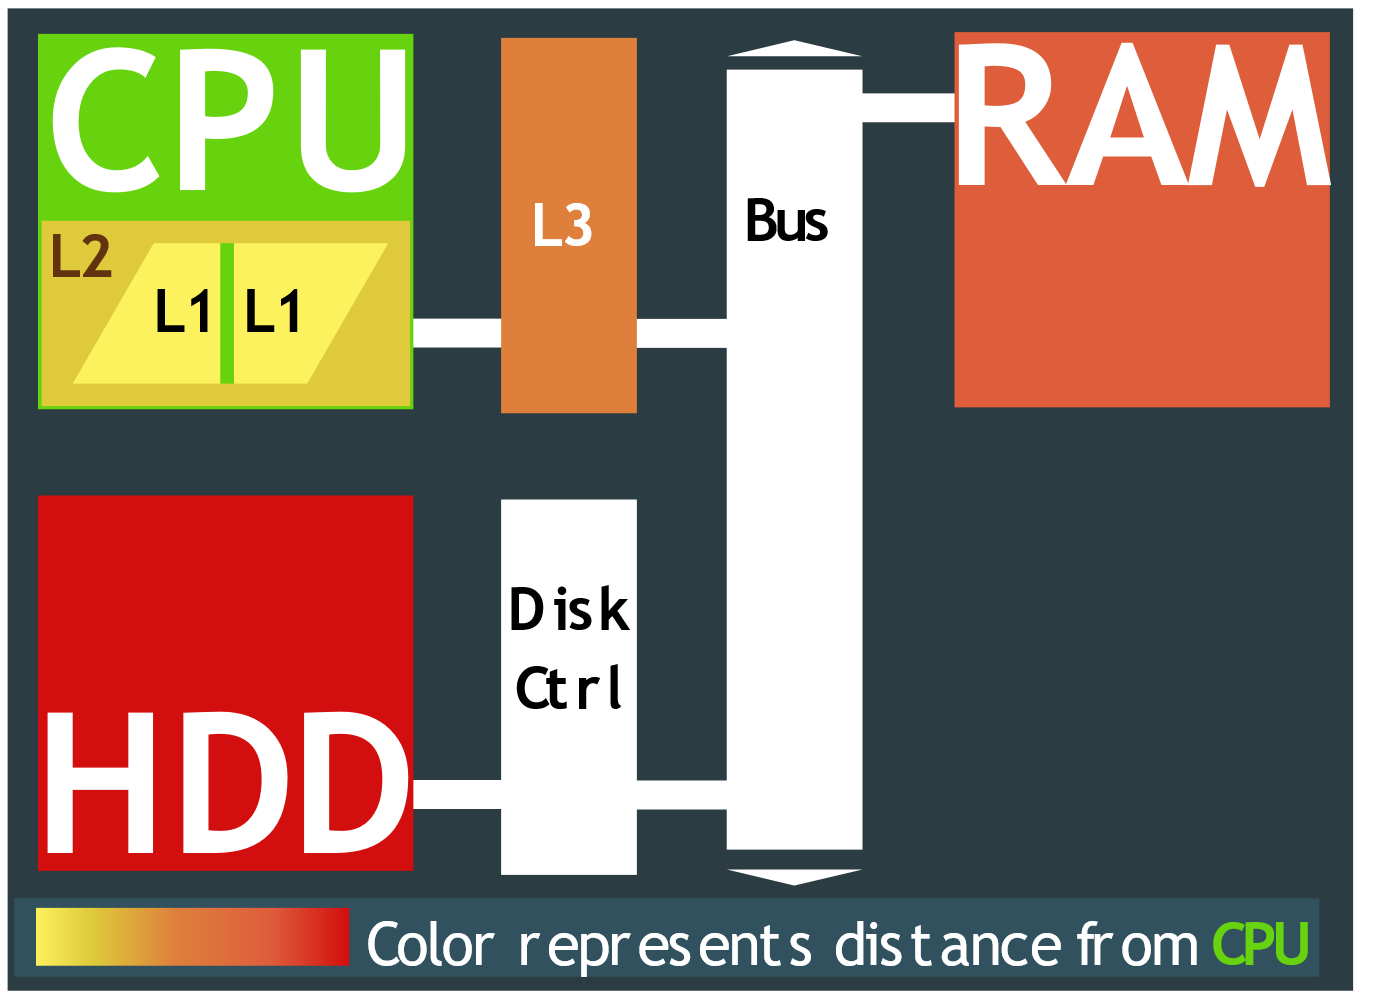 CPU
L2
L1
L1
L3
Bus
RAM
HDD
Disk
Ctrl
Color represents distance from CPU